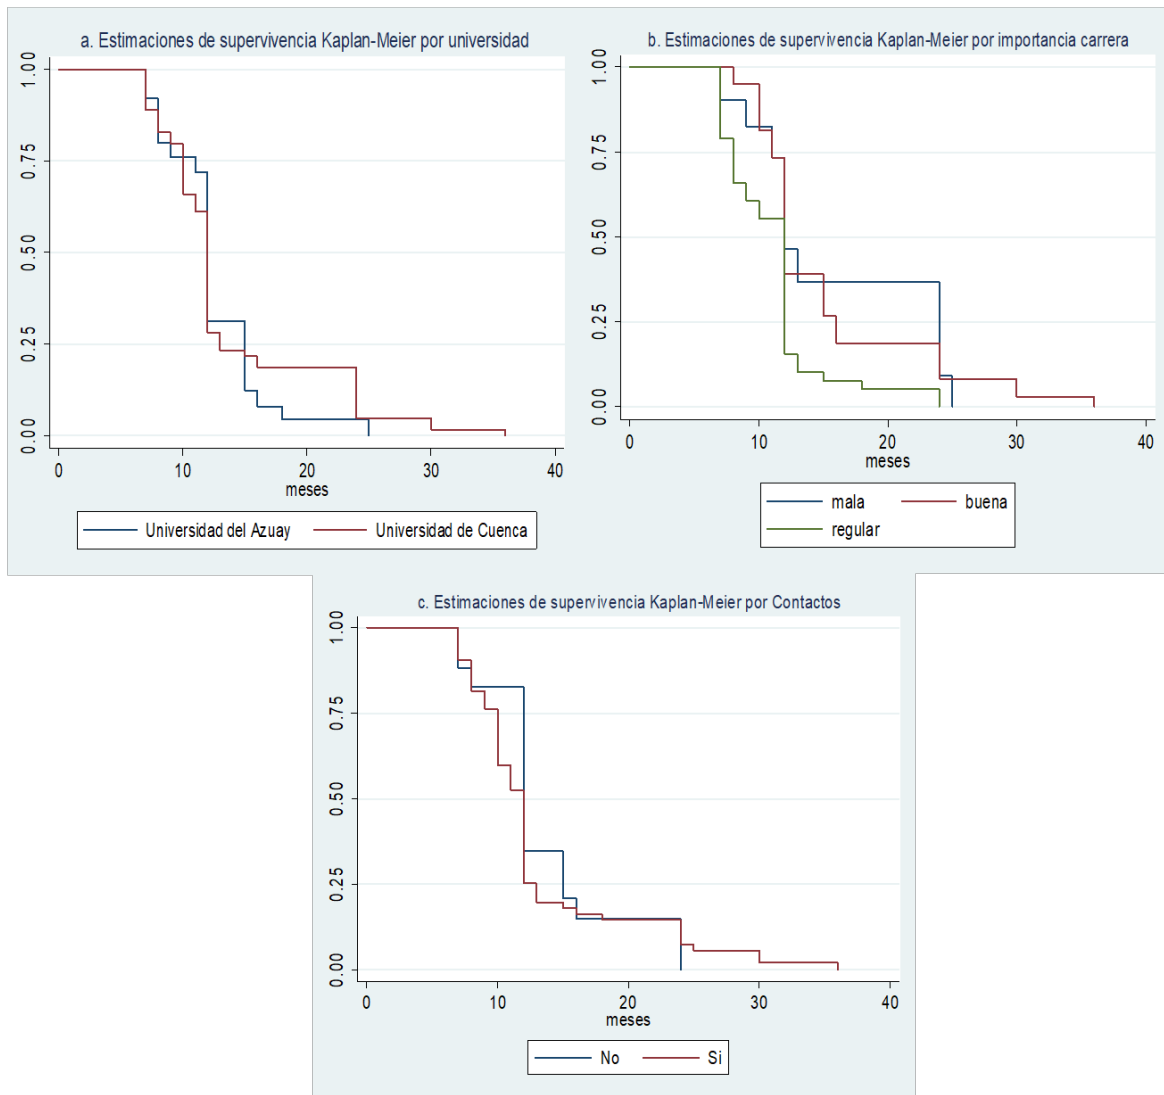 a. Estimaciones de supervivencia Kaplan-Meier por universidad
1.00
0.75
0.50
0.25
0.00
0 10 20 30 40
meses
Universidad del Azuay Universidad de Cuenca
b. Estimaciones de supervivencia Kaplan-Meier por importancia carrera
1.00
0.75
0.50
0.25
0.00
0 10 20 30 40
meses
mala buena
regular
c. Estimaciones de supervivencia Kaplan-Meier por Contactos
1.00
0.75
0.50
0.25
0.00
0 10 20 30 40
meses
No Si